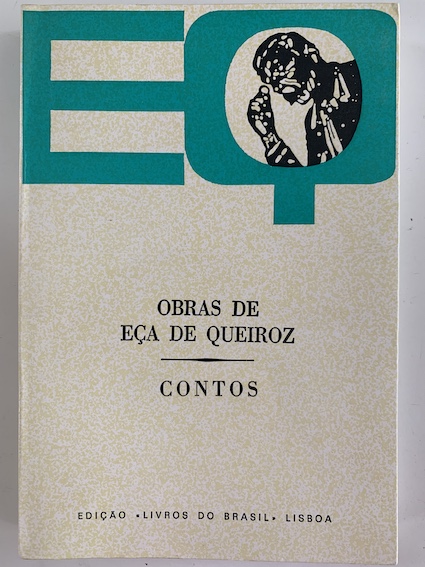 EQ
OBRAS DE
EÇA DE QUEIROZ
CONTOS
EDIÇÃO «LIVROS DO BRASIL» LISBOA